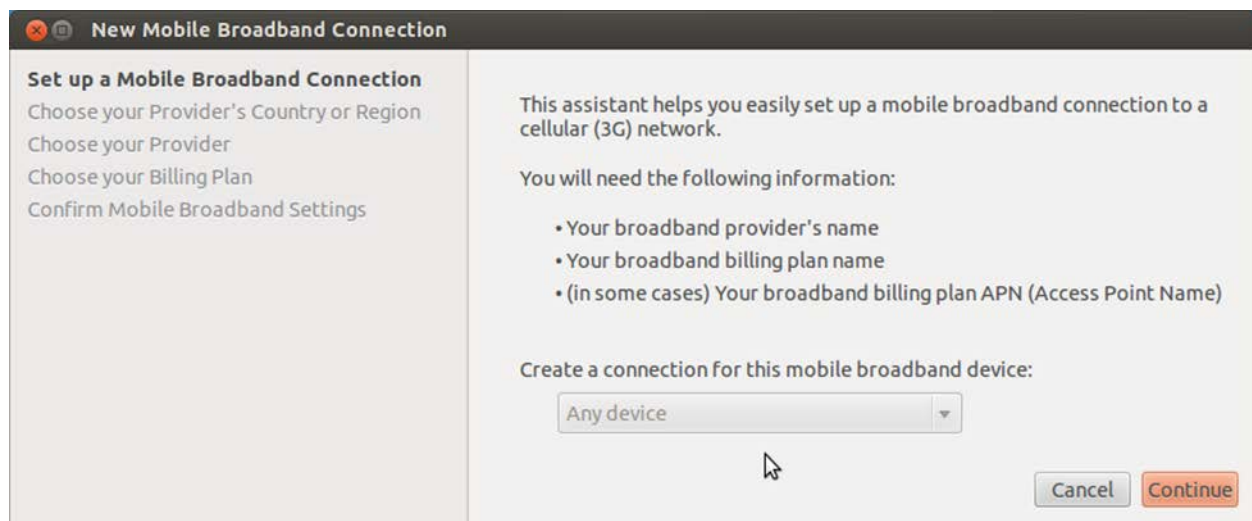 New Mobile Broadband Connection
Set up a Mobile Broadband Connection
Choose your Provider's Country or Region
Choose your Provider
Choose your Billing Plan
Confirm Mobile Broadband Settings
This assistant helps you easily set up a mobile broadband connection to a
cellular (3G) network.
You will need the following information:
• Your broadband provider's name
• Your broadband billing plan name
• (in some cases) Your broadband billing plan APN (Access Point Name)
Create a connection for this mobile broadband device:
Any device
Cancel Continue